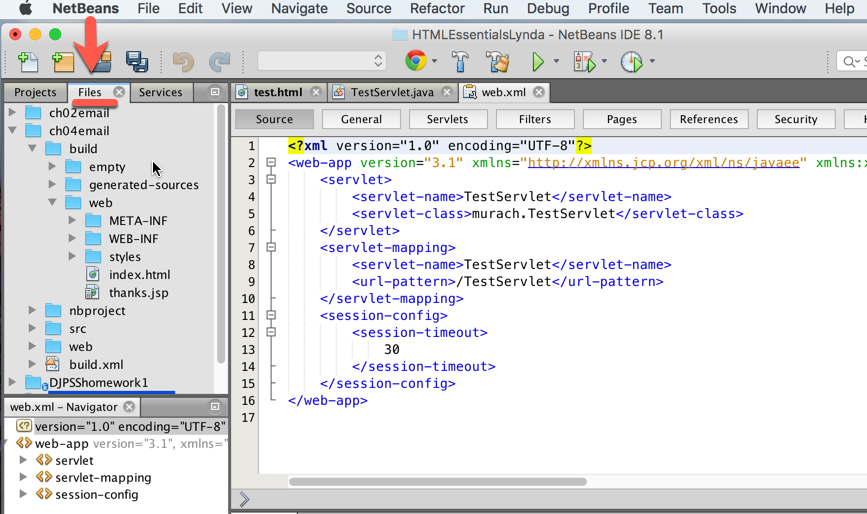 NetBeans File Edit View Navigate Source Refactor Run Debug Profile Team Tools Window Help
HTMLEssentialsLynda - NetBeans IDE 8.1
Projects Files Services
test.html TestServlet.java web.xml
Source General Servlets Filters Pages References Security
ch02email
ch04email
build
empty
generated-sources
web
META-INF
WEB-INF
styles
index.html
thanks.jsp
nbproject
src
web
build.xml
DJPSShomework1
1 <?xml version="1.0" encoding="UTF-8"?>
2 <web-app version="3.1" xmlns="http://xmlns.jcp.org/xml/ns/javaee"
3 <servlet>
4 <servlet-name>TestServlet</servlet-name>
5 <servlet-class>murach.TestServlet</servlet-class>
6 </servlet>
7 <servlet-mapping>
8 <servlet-name>TestServlet</servlet-name>
9 <url-pattern>/TestServlet</url-pattern>
10 </servlet-mapping>
11 <session-config>
12 <session-timeout>
13 30
14 </session-timeout>
15 </session-config>
16 </web-app>
17
web.xml - Navigator
version="1.0" encoding="UTF-8"
web-app version="3.1", xmlns="
servlet
servlet-mapping
session-config